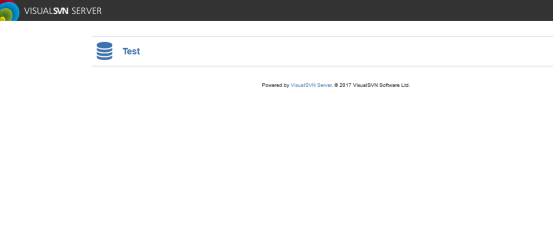 VISUALSVN SERVER
Test
Powered by VisualSVN Server. © 2017 VisualSVN Software Ltd.